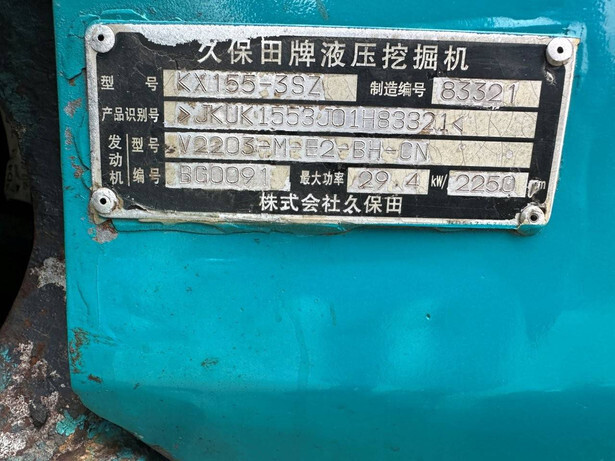 久保田牌液压挖掘机
型号 KX155-3SZ 制造编号 83321
产品识别号 >JKUK1553J01H83321<
发动机 型号 V2203-M-E2-BH-CN
编号 BG0091 最大功率 29.4 kW/ 2250 rpm
株式会社久保田